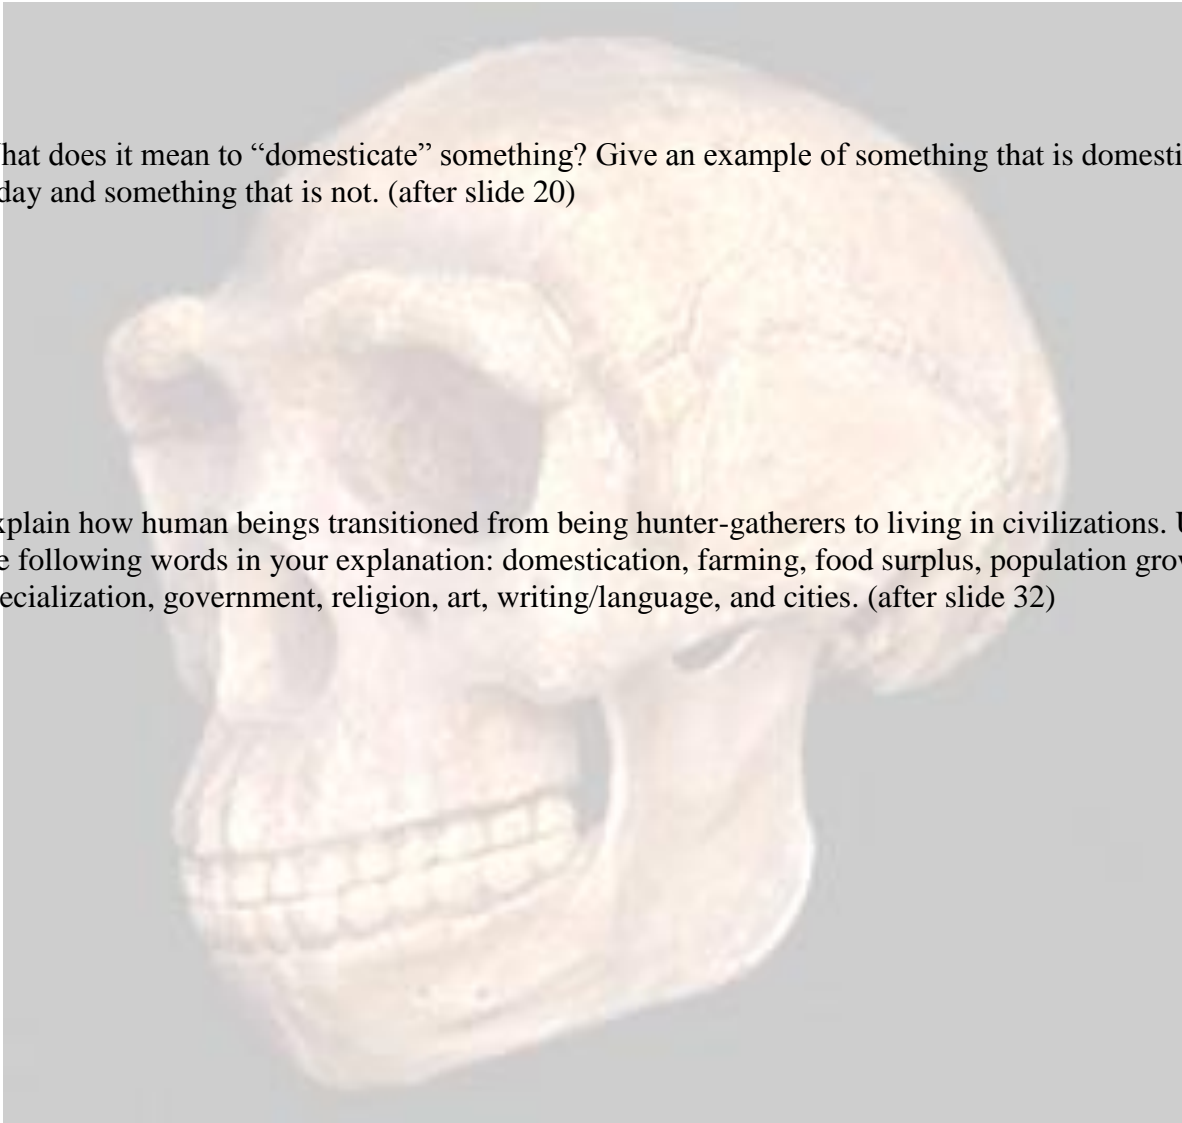 hat does it mean to “domesticate” something? Give an example of something that is domesti
day and something that is not. (after slide 20)
xplain how human beings transitioned from being hunter-gatherers to living in civilizations. U
e following words in your explanation: domestication, farming, food surplus, population grow
ecialization, government, religion, art, writing/language, and cities. (after slide 32)